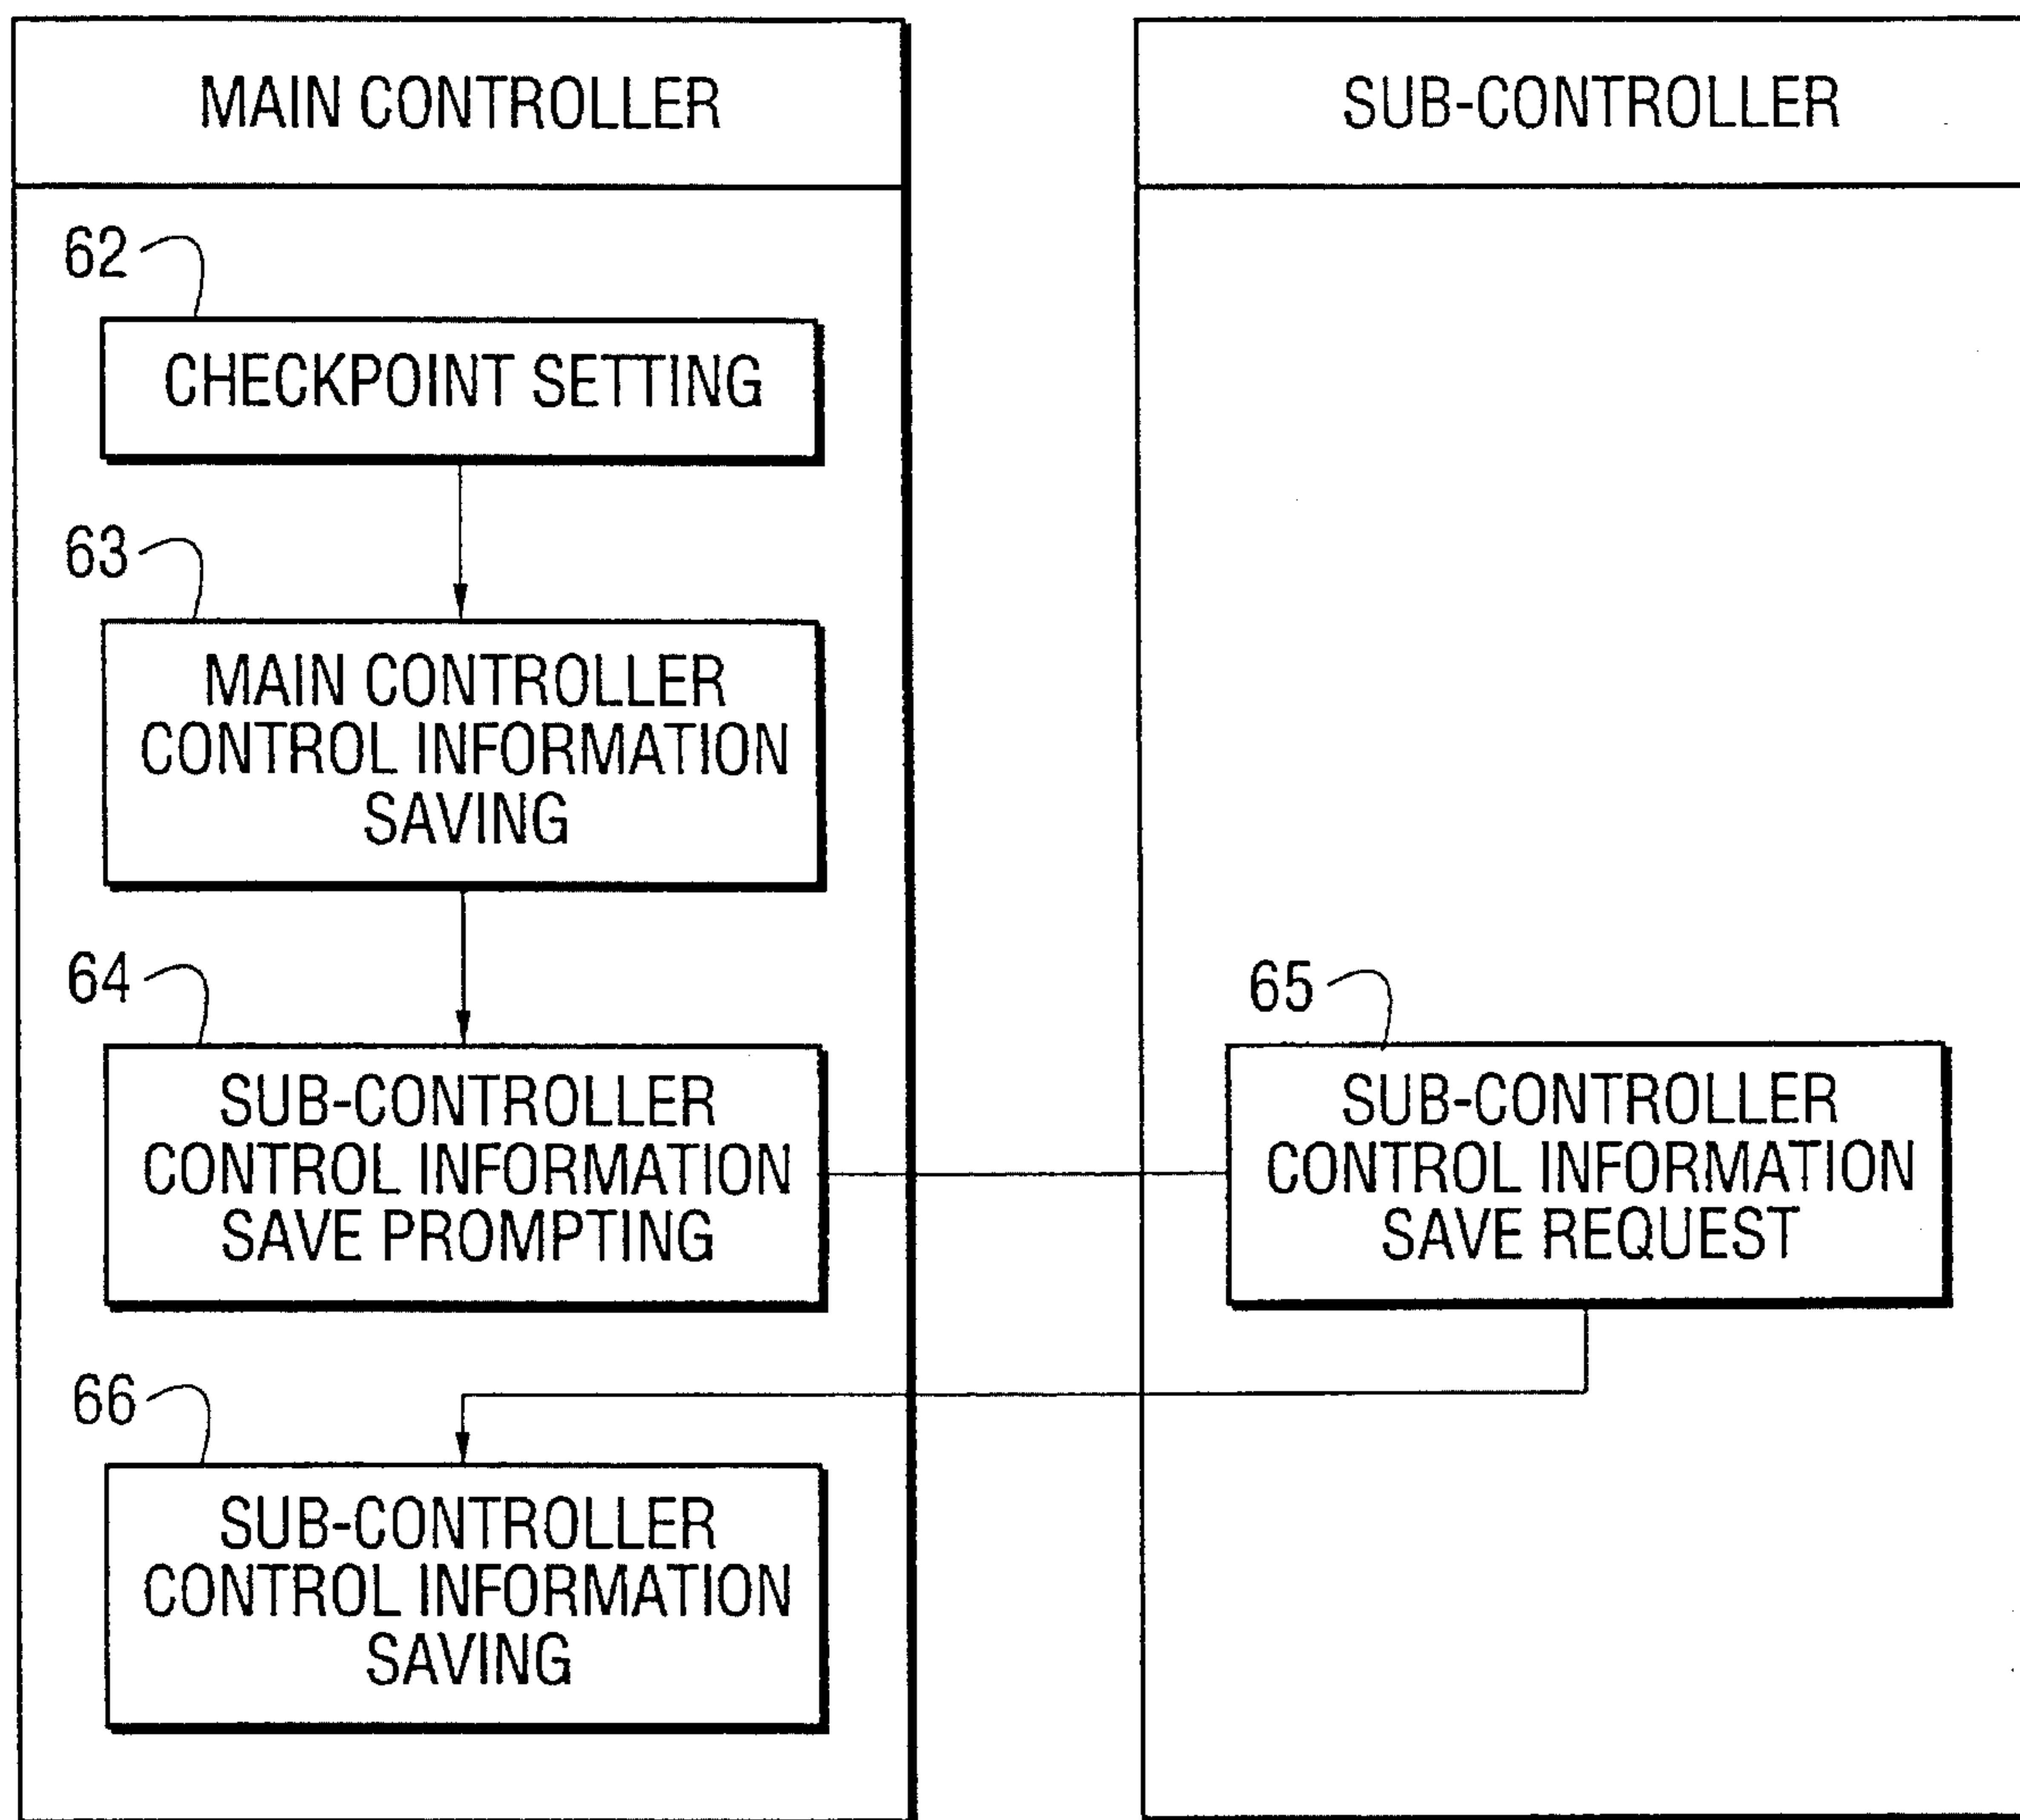 MAIN CONTROLLER
SUB-CONTROLLER
62
CHECKPOINT SETTING
63
MAIN CONTROLLER
CONTROL INFORMATION
SAVING
64
SUB-CONTROLLER
CONTROL INFORMATION
SAVE PROMPTING
65
SUB-CONTROLLER
CONTROL INFORMATION
SAVE REQUEST
66
SUB-CONTROLLER
CONTROL INFORMATION
SAVING